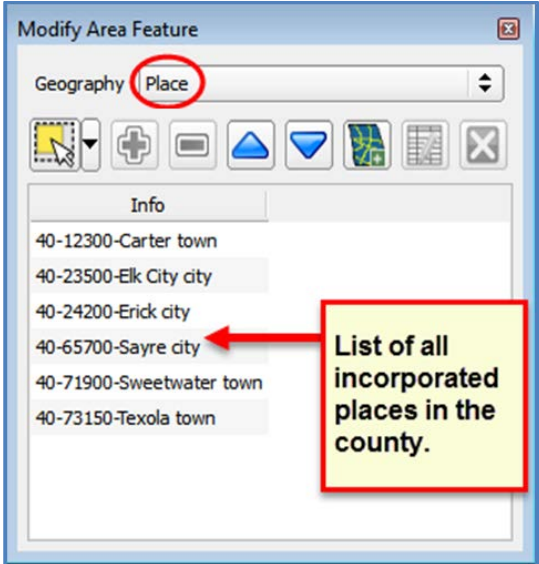 Modify Area Feature
Geography Place
Info
40-12300-Carter town
40-23500-Elk City city
40-24200-Erick city
40-65700-Sayre city
40-71900-Sweetwater town
40-73150-Texola town
List of all
incorporated
places in the
county.